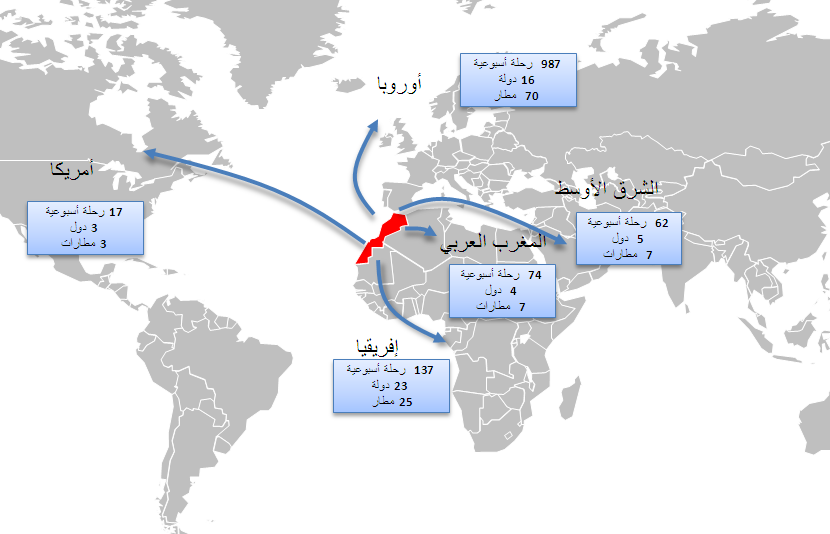 أوروبا
987 رحلة أسبوعية
16 دولة
70 مطار
أمريكا
17 رحلة أسبوعية
3 دول
3 مطارات
الشرق الأوسط
62 رحلة أسبوعية
5 دول
7 مطارات
المغرب العربي
74 رحلة أسبوعية
4 دول
7 مطارات
إفريقيا
137 رحلة أسبوعية
23 دولة
25 مطار